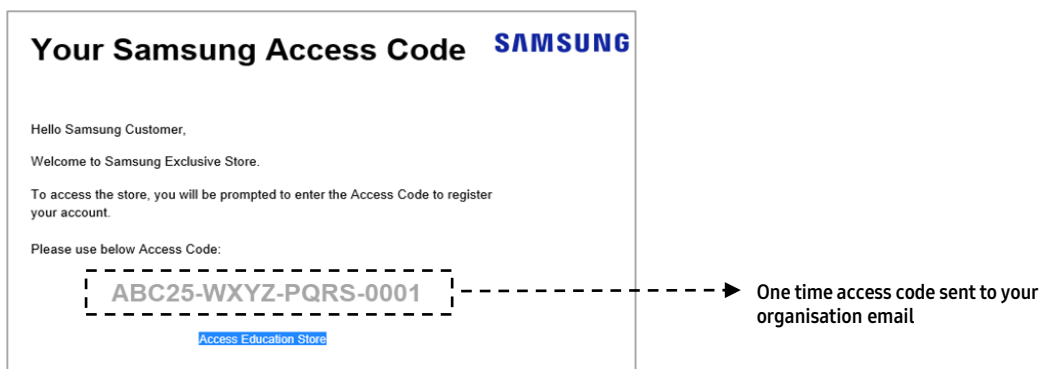 Your Samsung Access Code
SAMSUNG
Hello Samsung Customer,
Welcome to Samsung Exclusive Store.
To access the store, you will be prompted to enter the Access Code to register
your account.
Please use below Access Code:
ABC25-WXYZ-PQRS-0001
One time access code sent to your
organisation email
Access Education Store